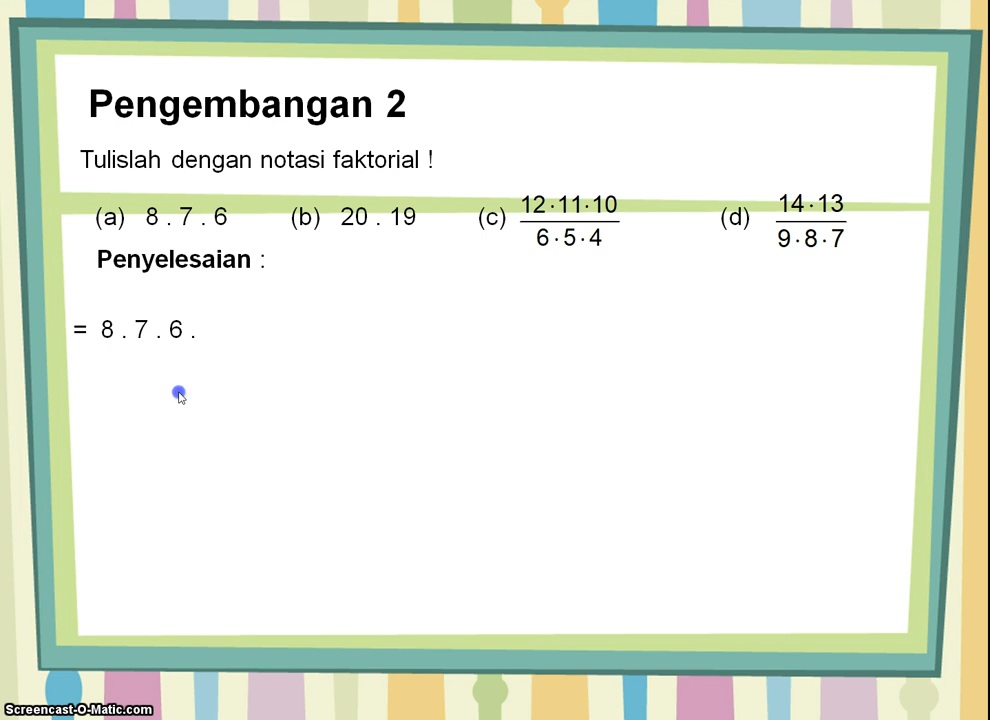 Pengembangan 2
Tulislah dengan notasi faktorial !
(a) 8 . 7 . 6 (b) 20 . 19 (c) 12·11·10 / 6·5·4 (d) 14·13 / 9·8·7
Penyelesaian :
= 8 . 7 . 6 .
Screencast-O-Matic.com